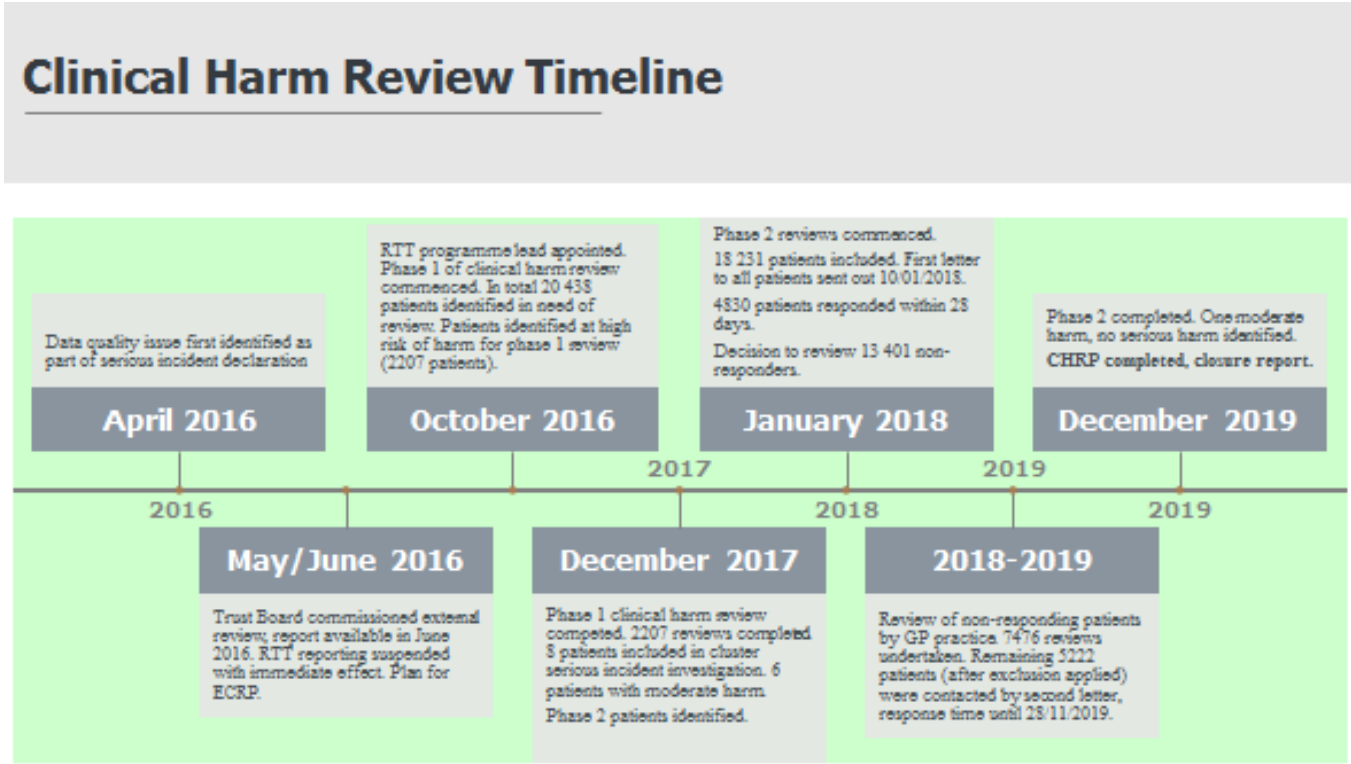 Clinical Harm Review Timeline
Data quality issue first identified as
part of serious incident declaration
April 2016
RTT programme lead appointed.
Phase 1 of clinical harm review
commenced. In total 20 438
patients identified in need of
review. Patients identified at high
risk of harm for phase 1 review
(2207 patients).
October 2016
Phase 2 reviews commenced.
18 231 patients included. First letter
to all patients sent out 10/01/2018.
4830 patients responded within 28
days.
Decision to review 13 401 non-
responders.
January 2018
Phase 2 completed. One moderate
harm, no serious harm identified.
CHRP completed, closure report.
December 2019
2017
2019
2016
2018
2019
May/June 2016
Trust Board commissioned external
review, report available in June
2016. RTT reporting suspended
with immediate effect. Plan for
ECRP.
December 2017
Phase 1 clinical harm review
competed. 2207 reviews completed.
8 patients included in cluster
serious incident investigation. 6
patients with moderate harm
Phase 2 patients identified.
2018-2019
Review of non-responding patients
by GP practice. 7476 reviews
undertaken. Remaining 5222
patients (after exclusion applied)
were contacted by second letter,
response time until 28/11/2019.